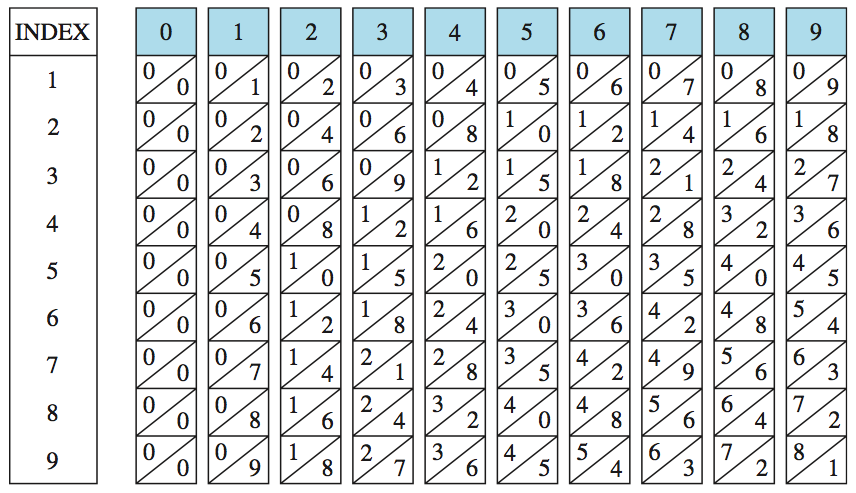 INDEX 0 1 2 3 4 5 6 7 8 9
1 0/0 0/1 0/2 0/3 0/4 0/5 0/6 0/7 0/8 0/9
2 0/0 0/2 0/4 0/6 0/8 1/0 1/2 1/4 1/6 1/8
3 0/0 0/3 0/6 0/9 1/2 1/5 1/8 2/1 2/4 2/7
4 0/0 0/4 0/8 1/2 1/6 2/0 2/4 2/8 3/2 3/6
5 0/0 0/5 1/0 1/5 2/0 2/5 3/0 3/5 4/0 4/5
6 0/0 0/6 1/2 1/8 2/4 3/0 3/6 4/2 4/8 5/4
7 0/0 0/7 1/4 2/1 2/8 3/5 4/2 4/9 5/6 6/3
8 0/0 0/8 1/6 2/4 3/2 4/0 4/8 5/6 6/4 7/2
9 0/0 0/9 1/8 2/7 3/6 4/5 5/4 6/3 7/2 8/1